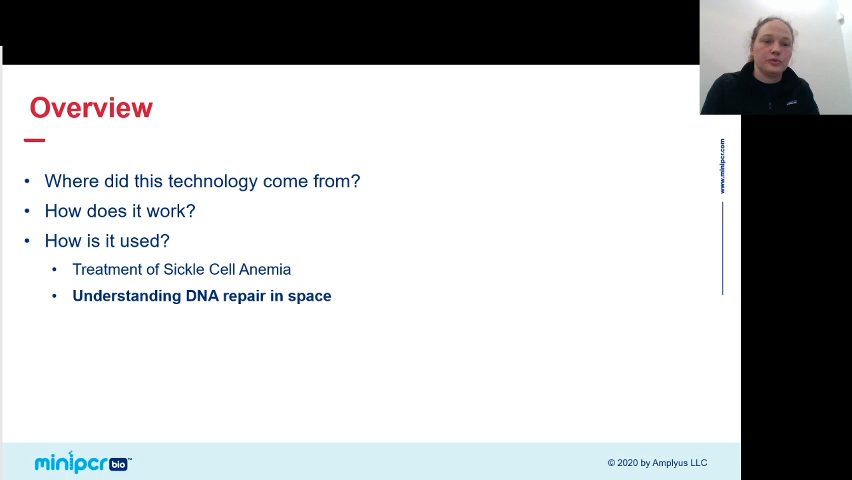 Overview
www.minipcr.com
• Where did this technology come from?
• How does it work?
• How is it used?
• Treatment of Sickle Cell Anemia
• Understanding DNA repair in space
minipcr bio™
© 2020 by Amplyus LLC